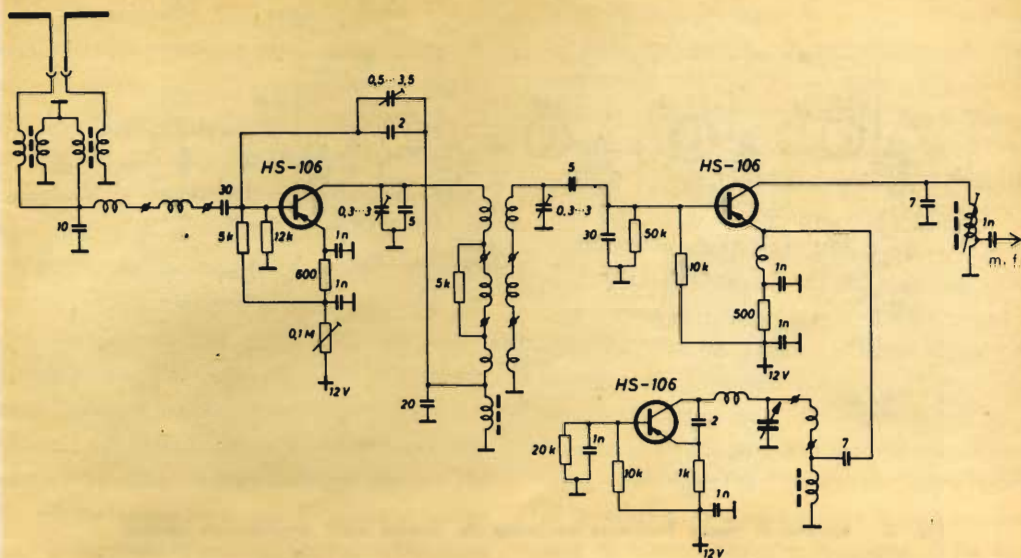 0,5...3,5
2
HS-106
30
10
5k
12k
1n
600
1n
0,1M
+12V
0,3...3
5
5k
20
5
0,3...3
30
50k
10k
HS-106
1n
500
1n
+12V
7
1n
m. f.
HS-106
20k
1n
10k
2
1k
1n
+12V
7